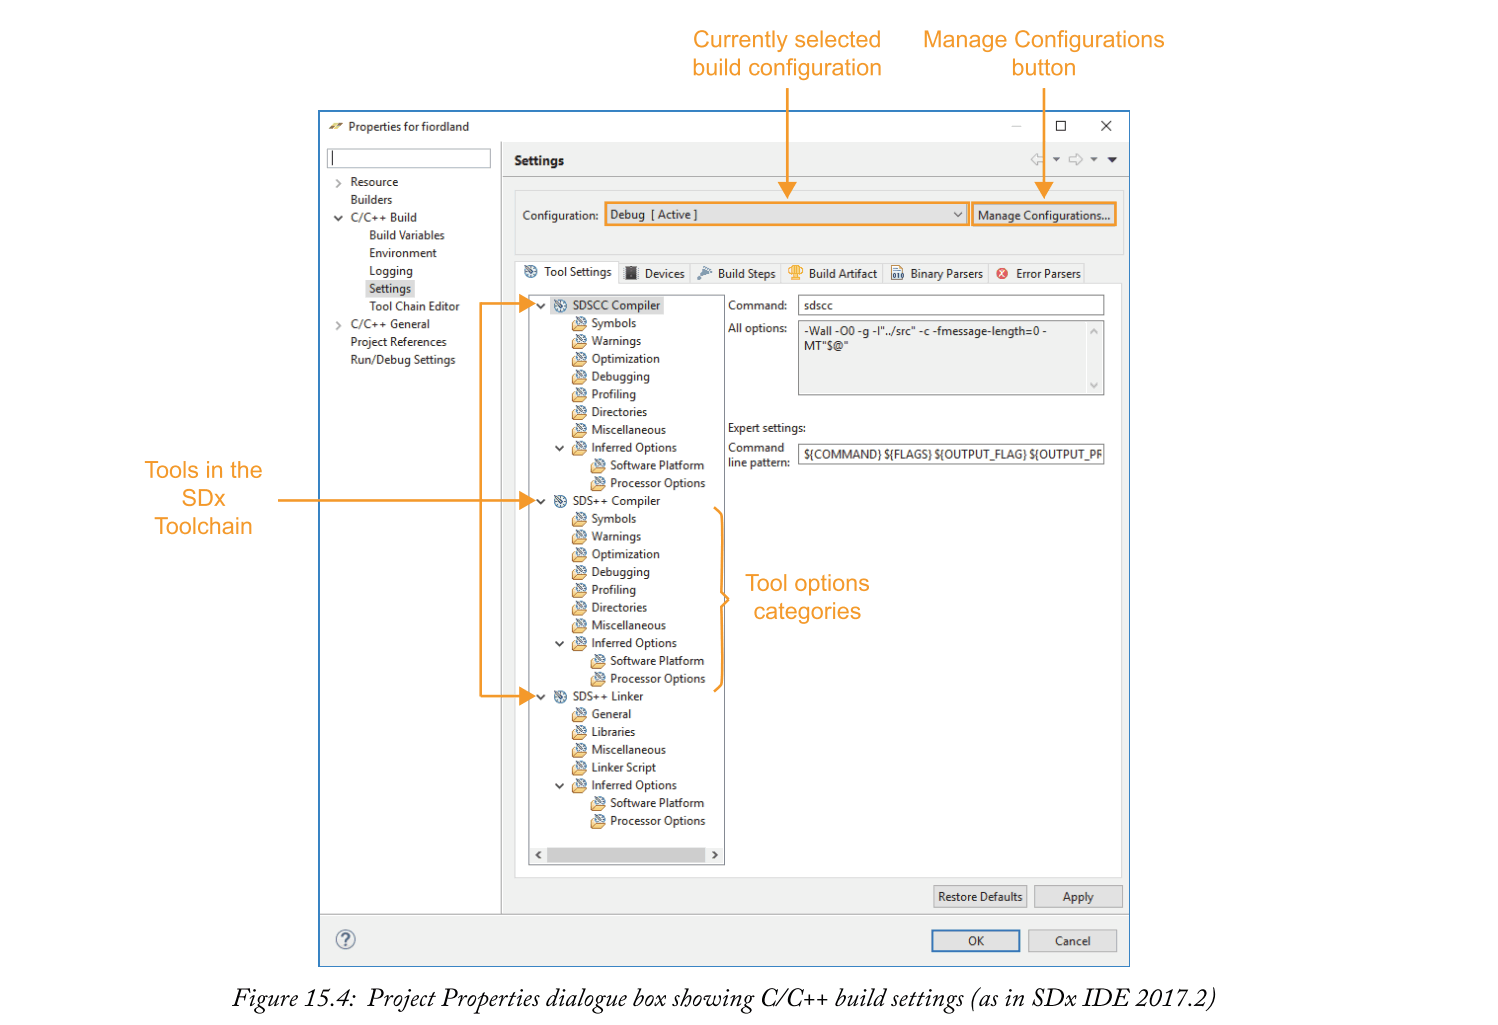 Currently selected
build configuration
Manage Configurations
button
Properties for fiordland
Resource
Builders
C/C++ Build
Build Variables
Environment
Logging
Settings
Tool Chain Editor
C/C++ General
Project References
Run/Debug Settings
Settings
Configuration: Debug [ Active ] Manage Configurations...
Tool Settings Devices Build Steps Build Artifact Binary Parsers Error Parsers
SDSCC Compiler
Symbols
Warnings
Optimization
Debugging
Profiling
Directories
Miscellaneous
Inferred Options
Software Platform
Processor Options
SDS++ Compiler
Symbols
Warnings
Optimization
Debugging
Profiling
Directories
Miscellaneous
Inferred Options
Software Platform
Processor Options
SDS++ Linker
General
Libraries
Miscellaneous
Linker Script
Inferred Options
Software Platform
Processor Options
Command: sdscc
All options: -Wall -O0 -g -I"../src" -c -fmessage-length=0 -
MT"$@"
Expert settings:
Command
line pattern: ${COMMAND} ${FLAGS} ${OUTPUT_FLAG} ${OUTPUT_PR
Tools in the
SDx
Toolchain
Tool options
categories
Restore Defaults Apply
? OK Cancel
Figure 15.4: Project Properties dialogue box showing C/C++ build settings (as in SDx IDE 2017.2)